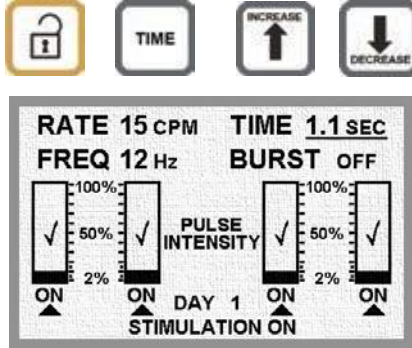 TIME INCREASE DECREASE
RATE 15 CPM TIME 1.1 SEC
FREQ 12 Hz BURST OFF
100% 100%
50% PULSE INTENSITY 50%
2% 2%
ON ON DAY 1 ON ON
STIMULATION ON